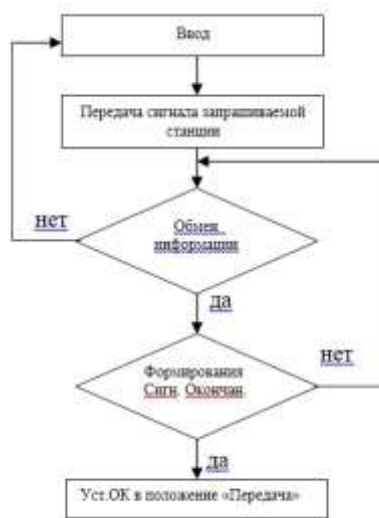 Ввод
Передача сигнала запрашиваемой
станции
нет
Обмен
информации
да
Формирования
Сигн. Окончан.
нет
да
Уст.ОК в положение «Передача»